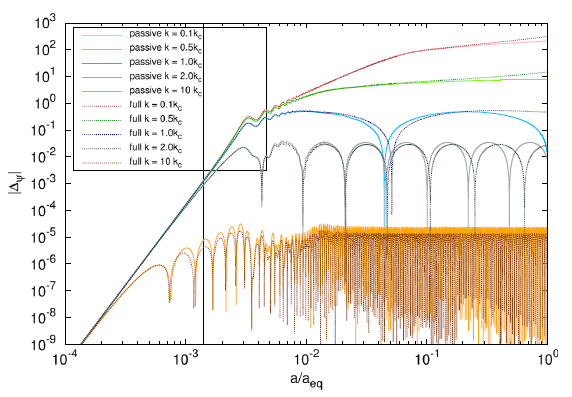 10^3
10^2
10^1
10^0
10^-1
10^-2
10^-3
10^-4
10^-5
10^-6
10^-7
10^-8
10^-9
|Δ_ψ|
passive k = 0.1k_c
passive k = 0.5k_c
passive k = 1.0k_c
passive k = 2.0k_c
passive k = 10 k_c
full k = 0.1k_c
full k = 0.5k_c
full k = 1.0k_c
full k = 2.0k_c
full k = 10 k_c
10^-4 10^-3 10^-2 10^-1 10^0
a/a_eq